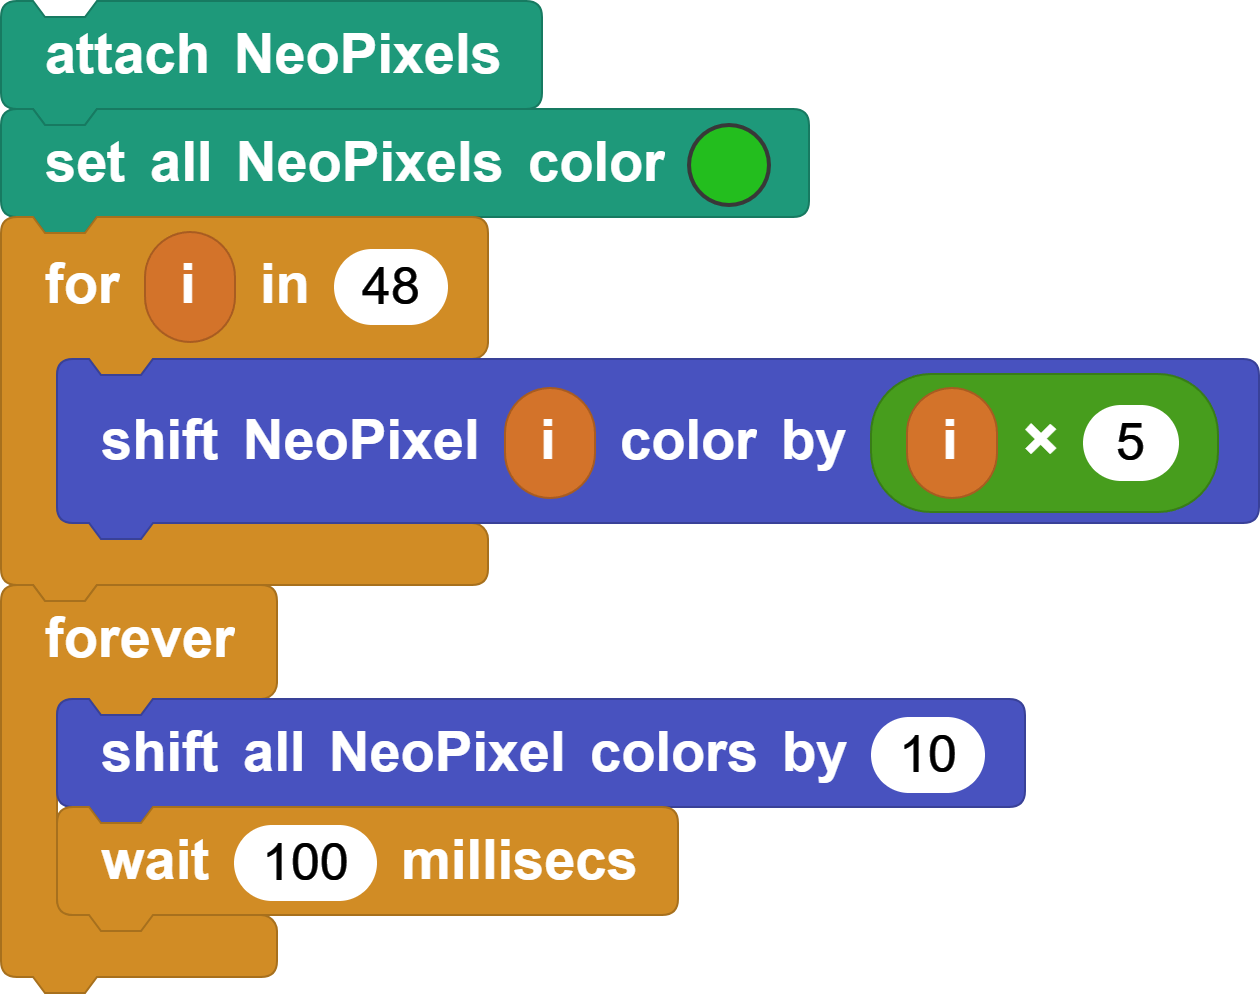 attach NeoPixels
set all NeoPixels color
for i in 48
shift NeoPixel i color by i × 5
forever
shift all NeoPixel colors by 10
wait 100 millisecs